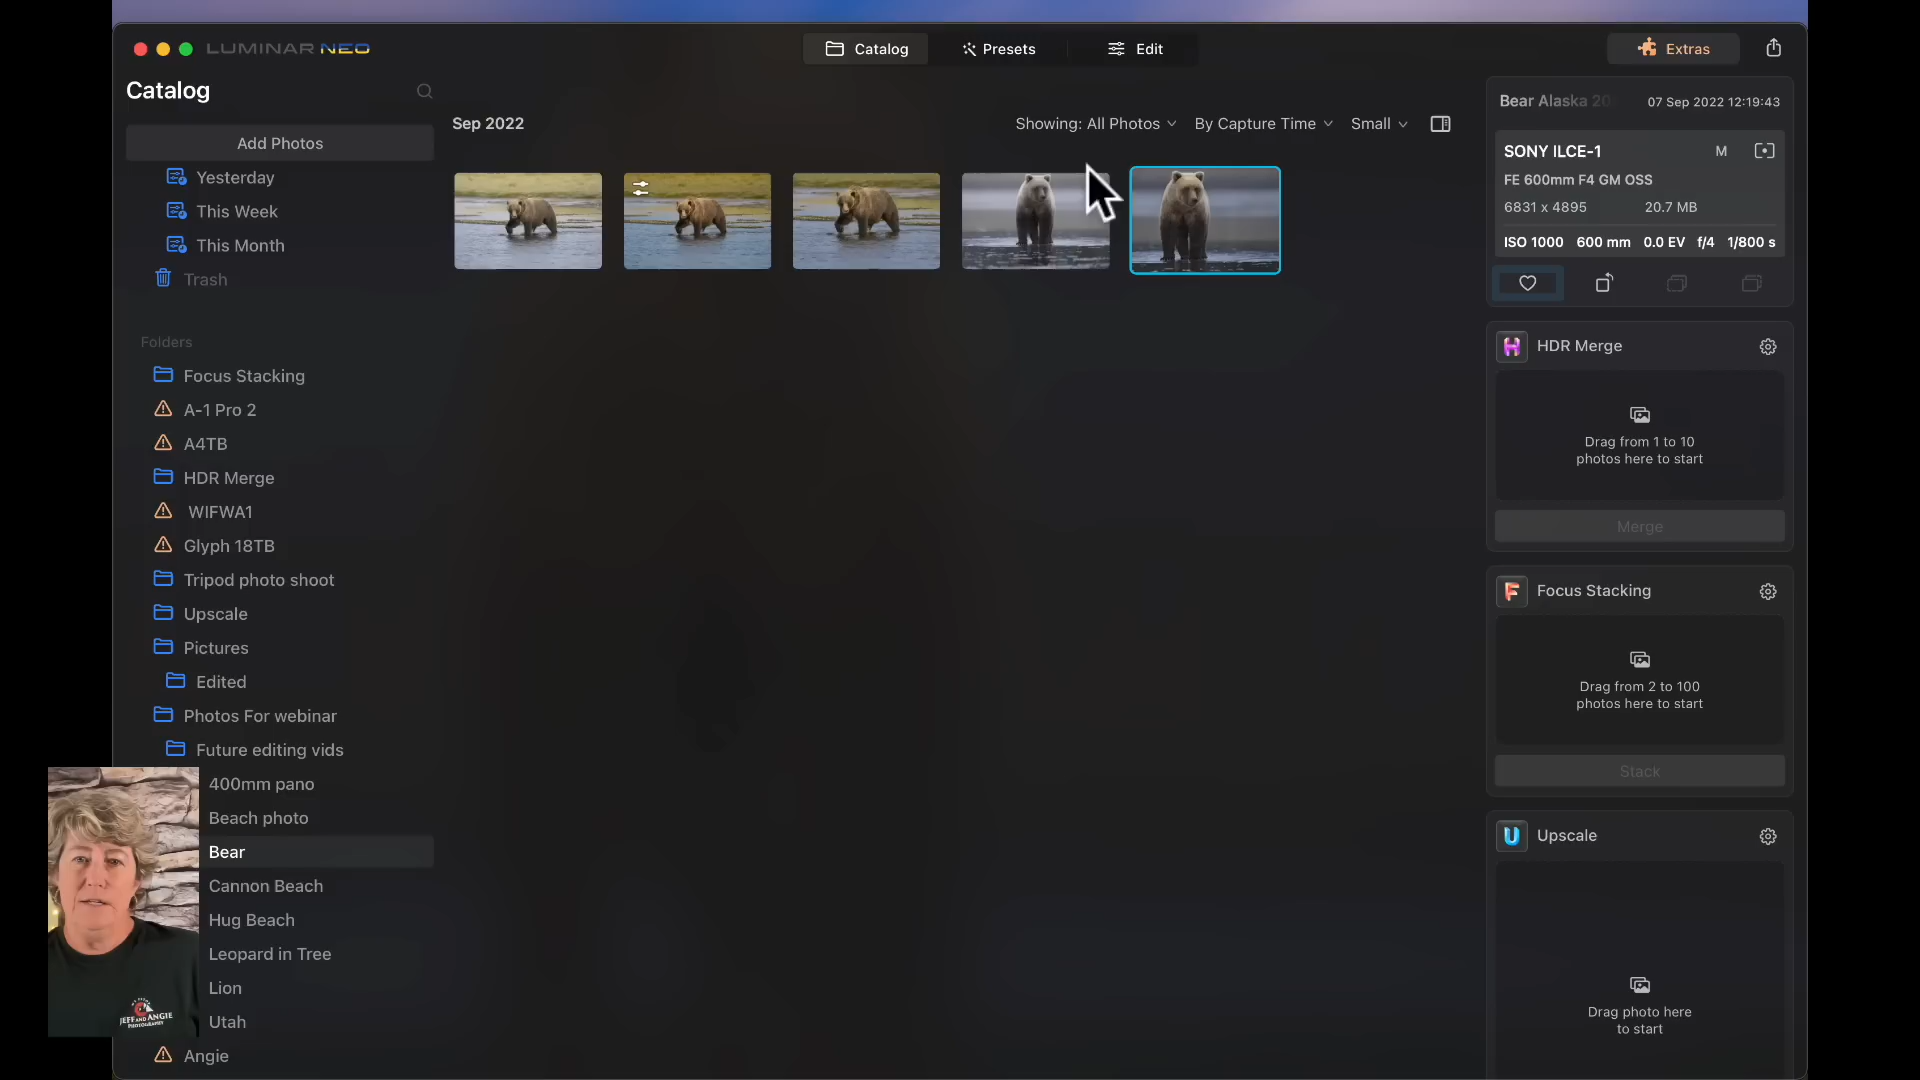 LUMINAR NEO
Catalog
Presets
Edit
Extras
Catalog
Add Photos
Yesterday
This Week
This Month
Trash
Folders
Focus Stacking
A-1 Pro 2
A4TB
HDR Merge
WIFWA1
Glyph 18TB
Tripod photo shoot
Upscale
Pictures
Edited
Photos For webinar
Future editing vids
400mm pano
Beach photo
Bear
Cannon Beach
Hug Beach
Leopard in Tree
Lion
Utah
Angie
Sep 2022
Showing: All Photos
By Capture Time
Small
Bear Alaska 20
07 Sep 2022 12:19:43
SONY ILCE-1
M
FE 600mm F4 GM OSS
6831 x 4895
20.7 MB
ISO 1000 600 mm 0.0 EV f/4 1/800 s
HDR Merge
Drag from 1 to 10
photos here to start
Merge
Focus Stacking
Drag from 2 to 100
photos here to start
Stack
Upscale
Drag photo here
to start
JEFF AND ANGIE
PHOTOGRAPHY